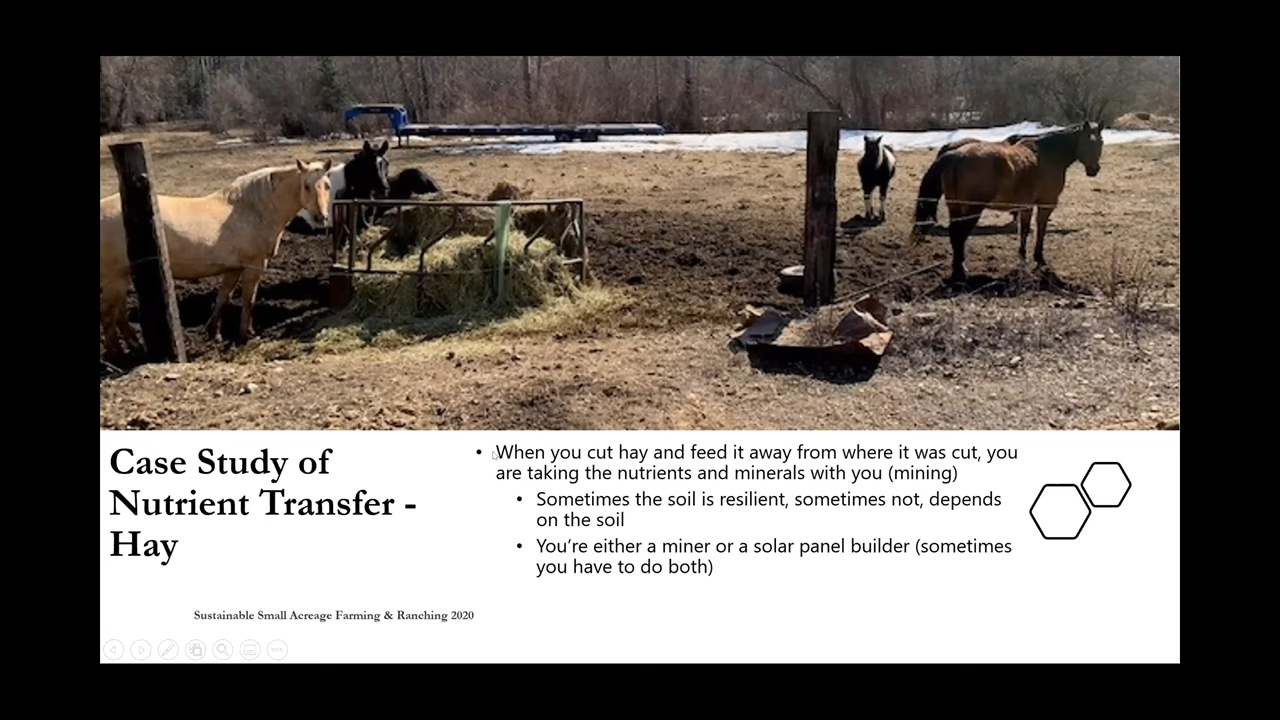 Case Study of
Nutrient Transfer -
Hay
• When you cut hay and feed it away from where it was cut, you
are taking the nutrients and minerals with you (mining)
• Sometimes the soil is resilient, sometimes not, depends
on the soil
• You’re either a miner or a solar panel builder (sometimes
you have to do both)
Sustainable Small Acreage Farming & Ranching 2020